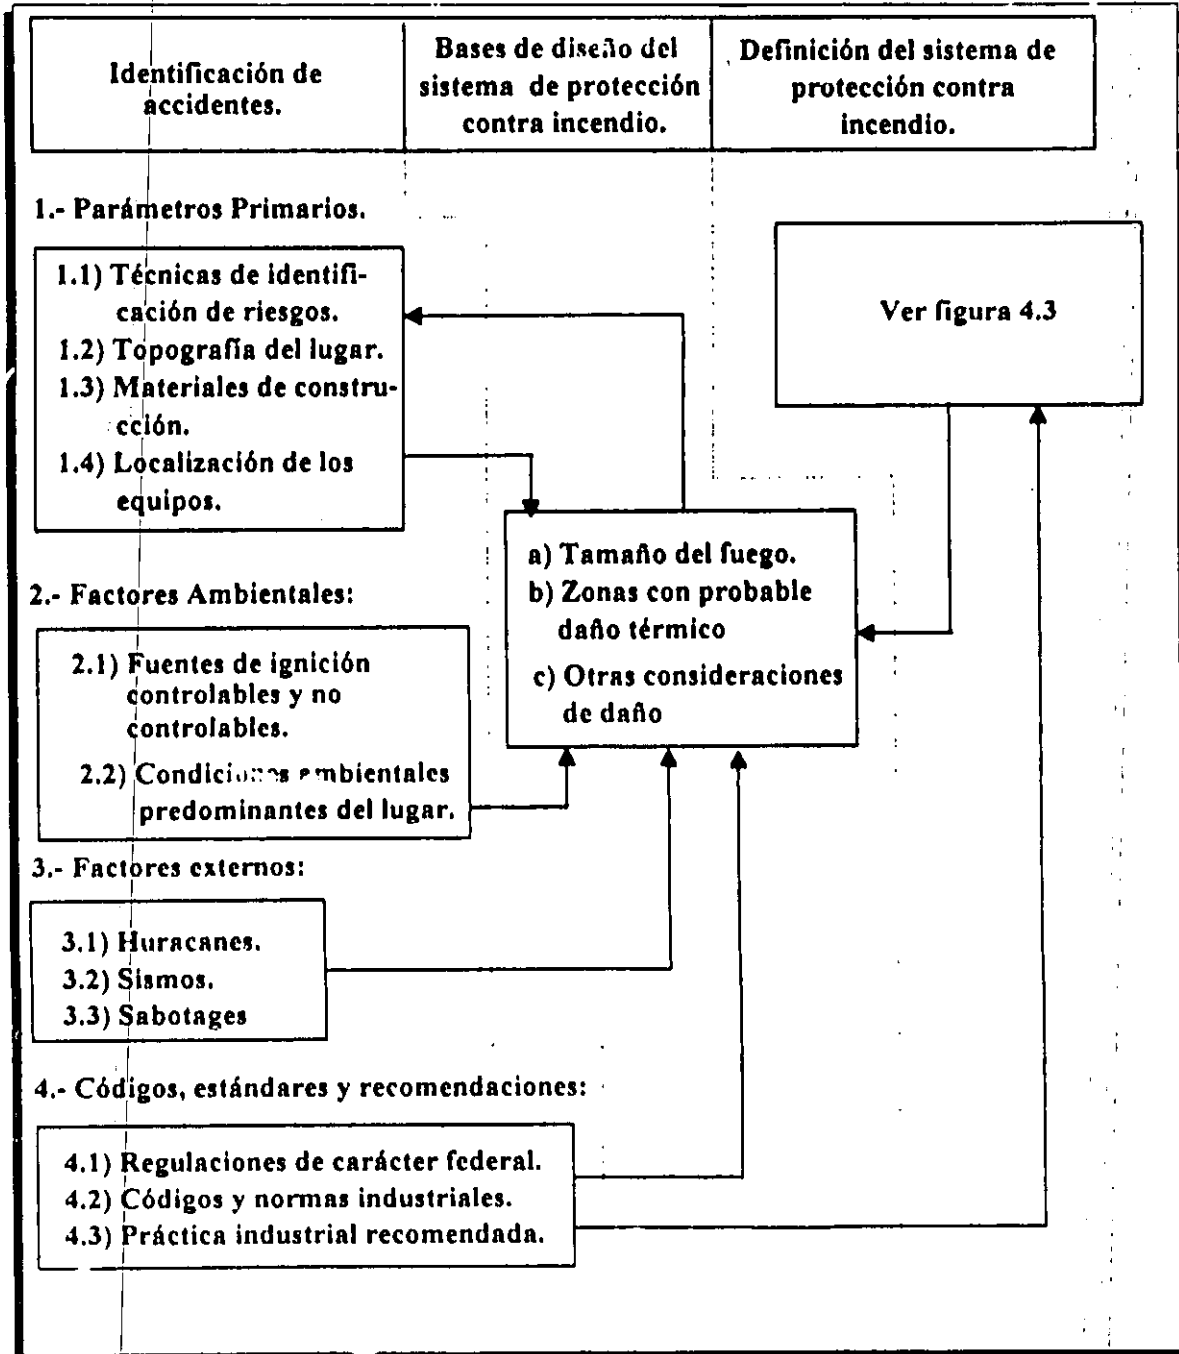 Identificación de
accidentes.
Bases de diseño del
sistema de protección
contra incendio.
Definición del sistema de
protección contra
incendio.
1.- Parámetros Primarios.
1.1) Técnicas de identifi-
cación de riesgos.
1.2) Topografía del lugar.
1.3) Materiales de constru-
cción.
1.4) Localización de los
equipos.
Ver figura 4.3
a) Tamaño del fuego.
b) Zonas con probable
daño térmico
c) Otras consideraciones
de daño
2.- Factores Ambientales:
2.1) Fuentes de ignición
controlables y no
controlables.
2.2) Condiciones ambientales
predominantes del lugar.
3.- Factores externos:
3.1) Huracanes.
3.2) Sismos.
3.3) Sabotages
4.- Códigos, estándares y recomendaciones:
4.1) Regulaciones de carácter federal.
4.2) Códigos y normas industriales.
4.3) Práctica industrial recomendada.